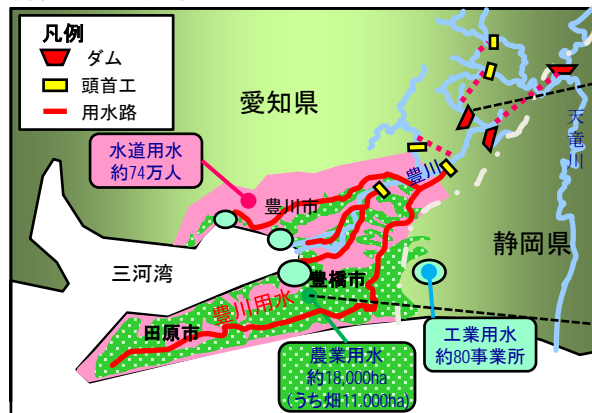 凡例
ダム
頭首工
用水路
愛知県
天竜川
水道用水
約74万人
豊川
豊川市
静岡県
三河湾
豊橋市
豊川用水
田原市
工業用水
約80事業所
農業用水
約18,000ha
(うち畑11,000ha)